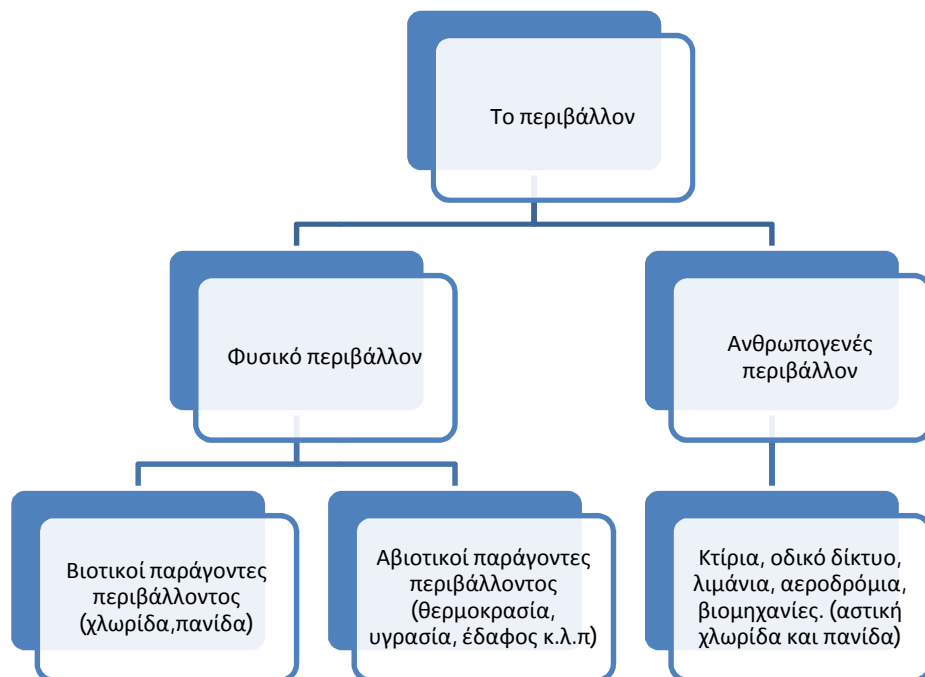 Το περιβάλλον
Φυσικό περιβάλλον
Ανθρωπογενές
περιβάλλον
Βιοτικοί παράγοντες
περιβάλλοντος
(χλωρίδα,πανίδα)
Αβιοτικοί παράγοντες
περιβάλλοντος
(θερμοκρασία,
υγρασία, έδαφος κ.λ.π)
Κτίρια, οδικό δίκτυο,
λιμάνια, αεροδρόμια,
βιομηχανίες. (αστική
χλωρίδα και πανίδα)